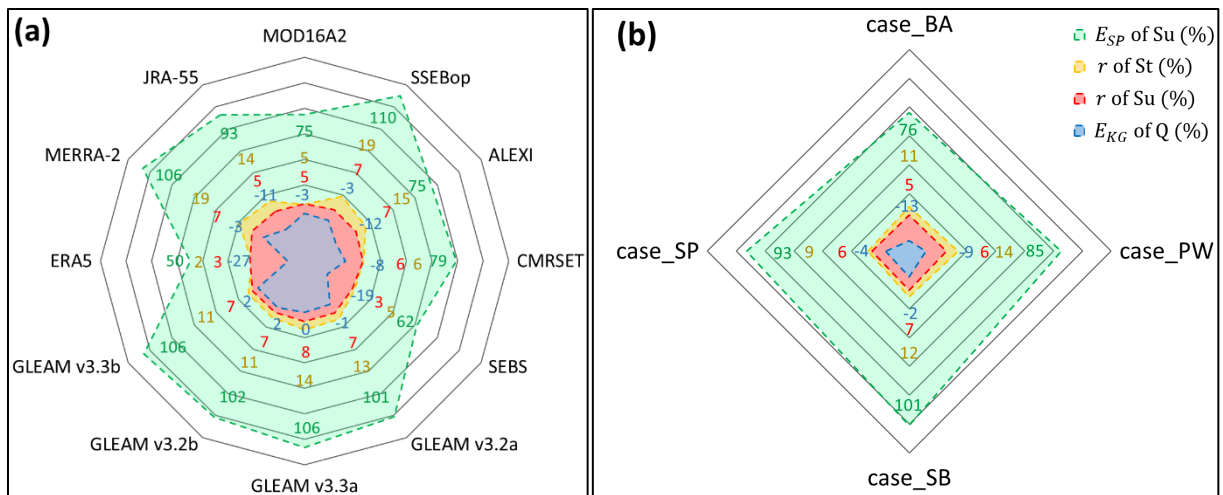 (a)
MOD16A2
JRA-55
SSEBop
MERRA-2
ALEXI
ERA5
CMRSET
GLEAM v3.3b
SEBS
GLEAM v3.2b
GLEAM v3.2a
GLEAM v3.3a
75
5
5
-3
110
19
7
-3
75
15
7
-12
79
6
6
-8
62
5
3
-19
101
13
7
-1
106
14
8
0
102
11
7
2
106
11
7
2
50
2
3
-27
106
19
7
-3
93
14
5
-11
(b)
case_BA
case_SP
case_PW
case_SB
76
11
5
-13
85
14
6
-9
101
12
7
-2
93
9
6
-4
E_SP of Su (%)
r of St (%)
r of Su (%)
E_KG of Q (%)